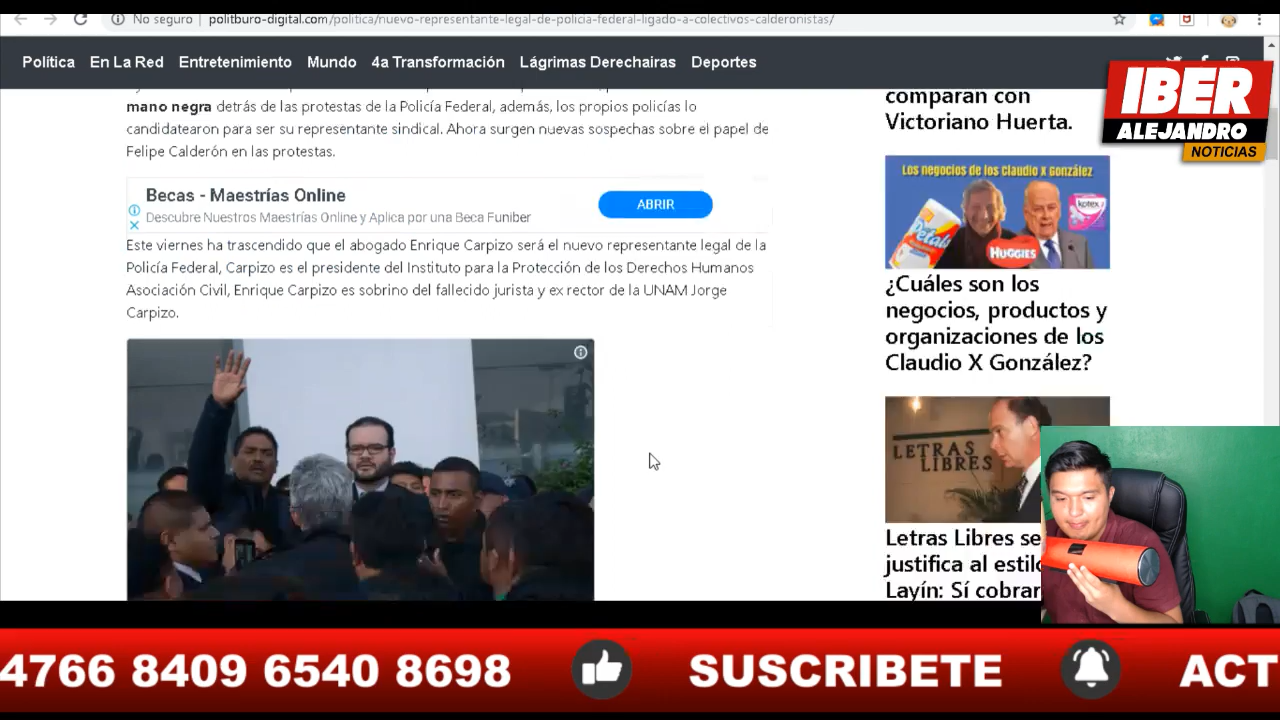 No seguro
politburo-digital.com/politica/nuevo-representante-legal-de-policia-federal-ligado-a-colectivos-calderonistas/
Política En La Red Entretenimiento Mundo 4a Transformación Lágrimas Derechairas Deportes
IBER
ALEJANDRO
NOTICIAS
mano negra detrás de las protestas de la Policía Federal, además, los propios policías lo
candidatearon para ser su representante sindical. Ahora surgen nuevas sospechas sobre el papel de
Felipe Calderón en las protestas.
Becas - Maestrías Online
Descubre Nuestros Maestrías Online y Aplica por una Beca Funiber
ABRIR
Este viernes ha trascendido que el abogado Enrique Carpizo será el nuevo representante legal de la
Policía Federal, Carpizo es el presidente del Instituto para la Protección de los Derechos Humanos
Asociación Civil, Enrique Carpizo es sobrino del fallecido jurista y ex rector de la UNAM Jorge
Carpizo.
comparan con
Victoriano Huerta.
Los negocios de los Claudio X González
Petals
HUGGIES
kotex
¿Cuáles son los
negocios, productos y
organizaciones de los
Claudio X González?
LETRAS
LIBRES
Letras Libres se
justifica al estilo
Layín: Sí cobrar
4766 8409 6540 8698 SUSCRIBETE ACT